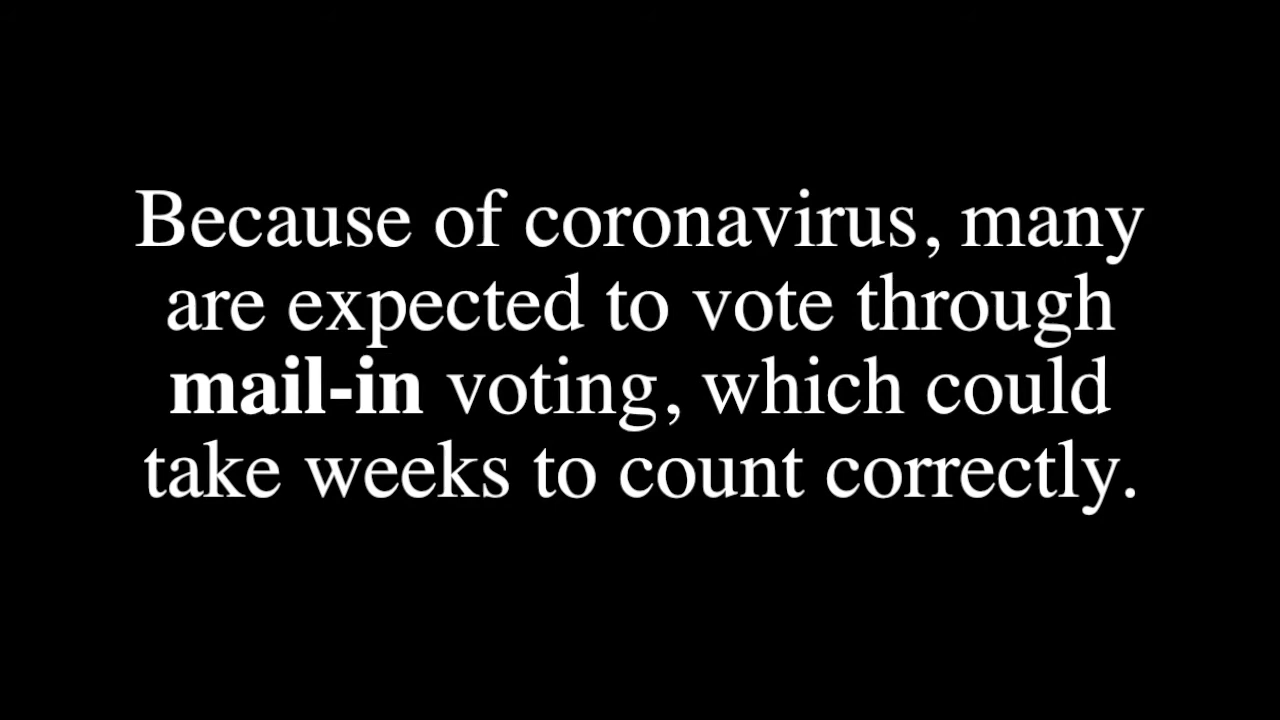 Because of coronavirus, many
are expected to vote through
mail-in voting, which could
take weeks to count correctly.